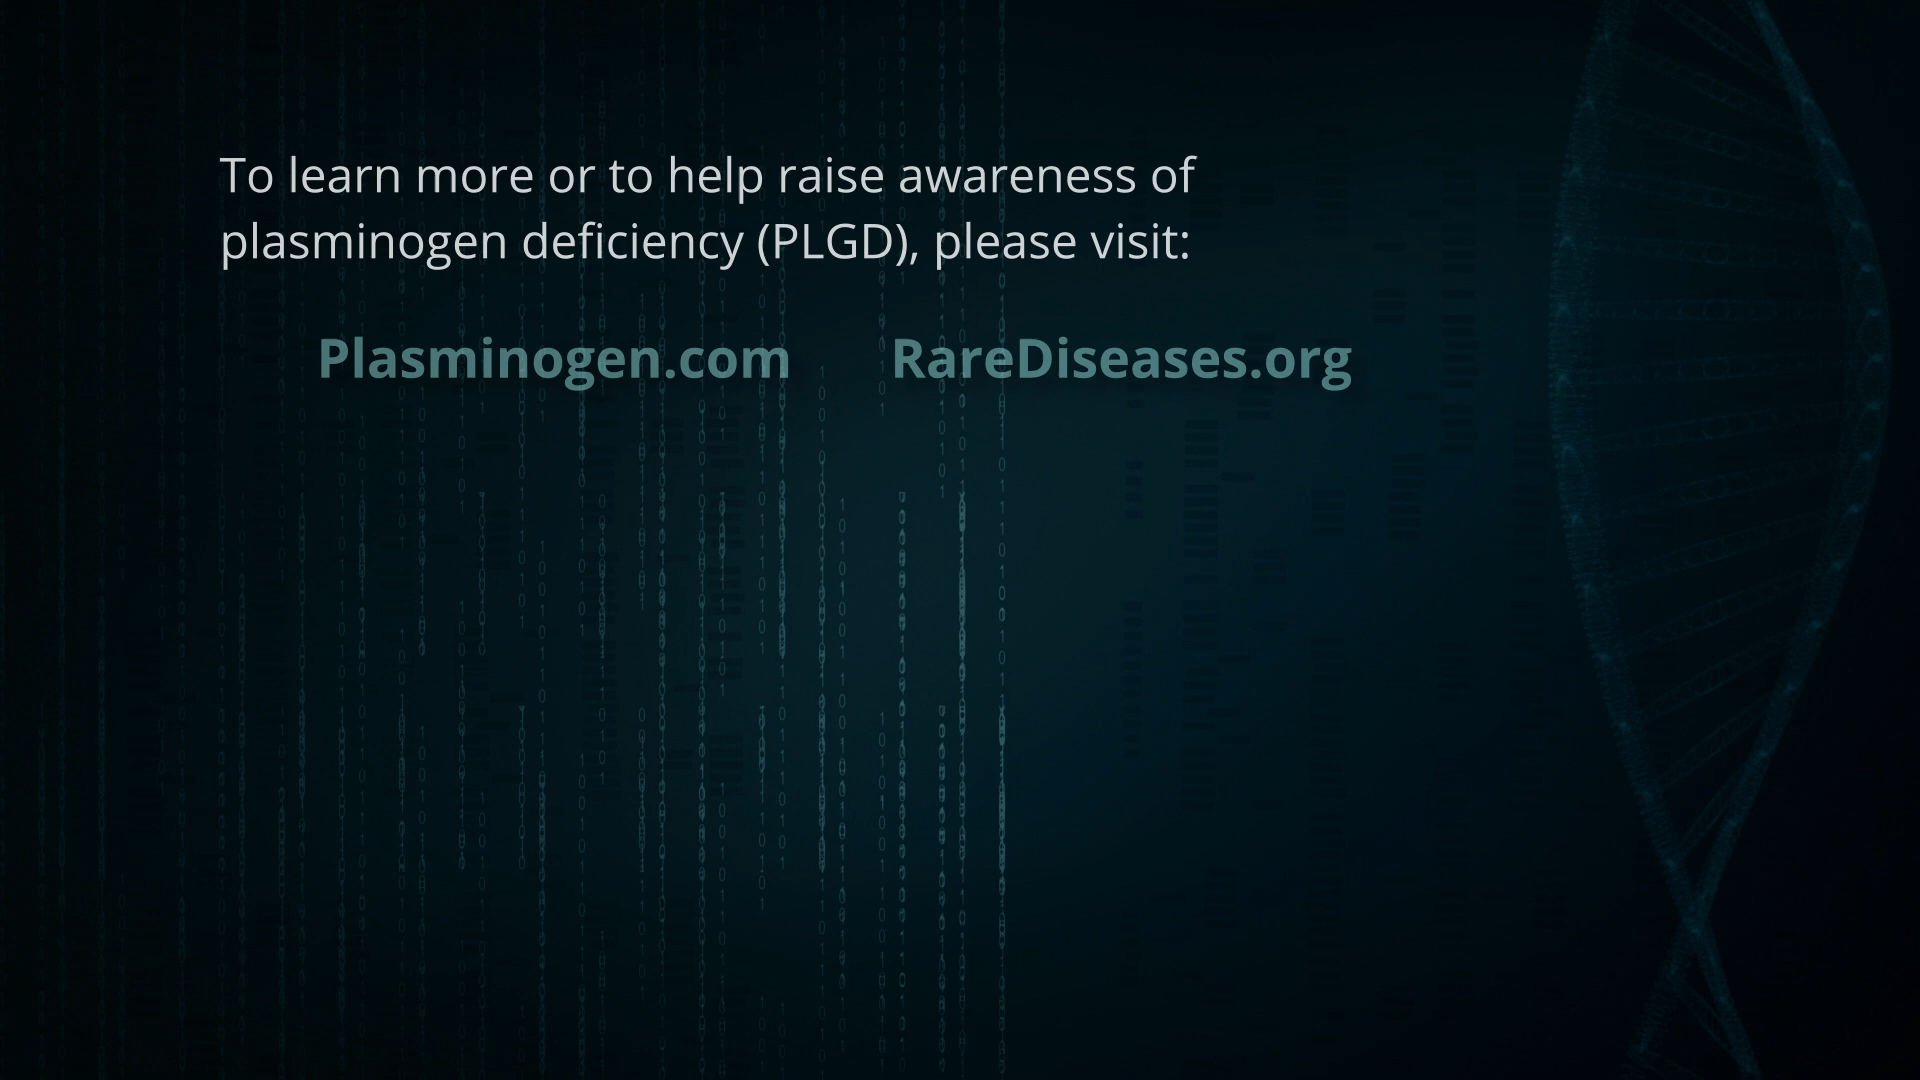 To learn more or to help raise awareness of
plasminogen deficiency (PLGD), please visit:
Plasminogen.com RareDiseases.org